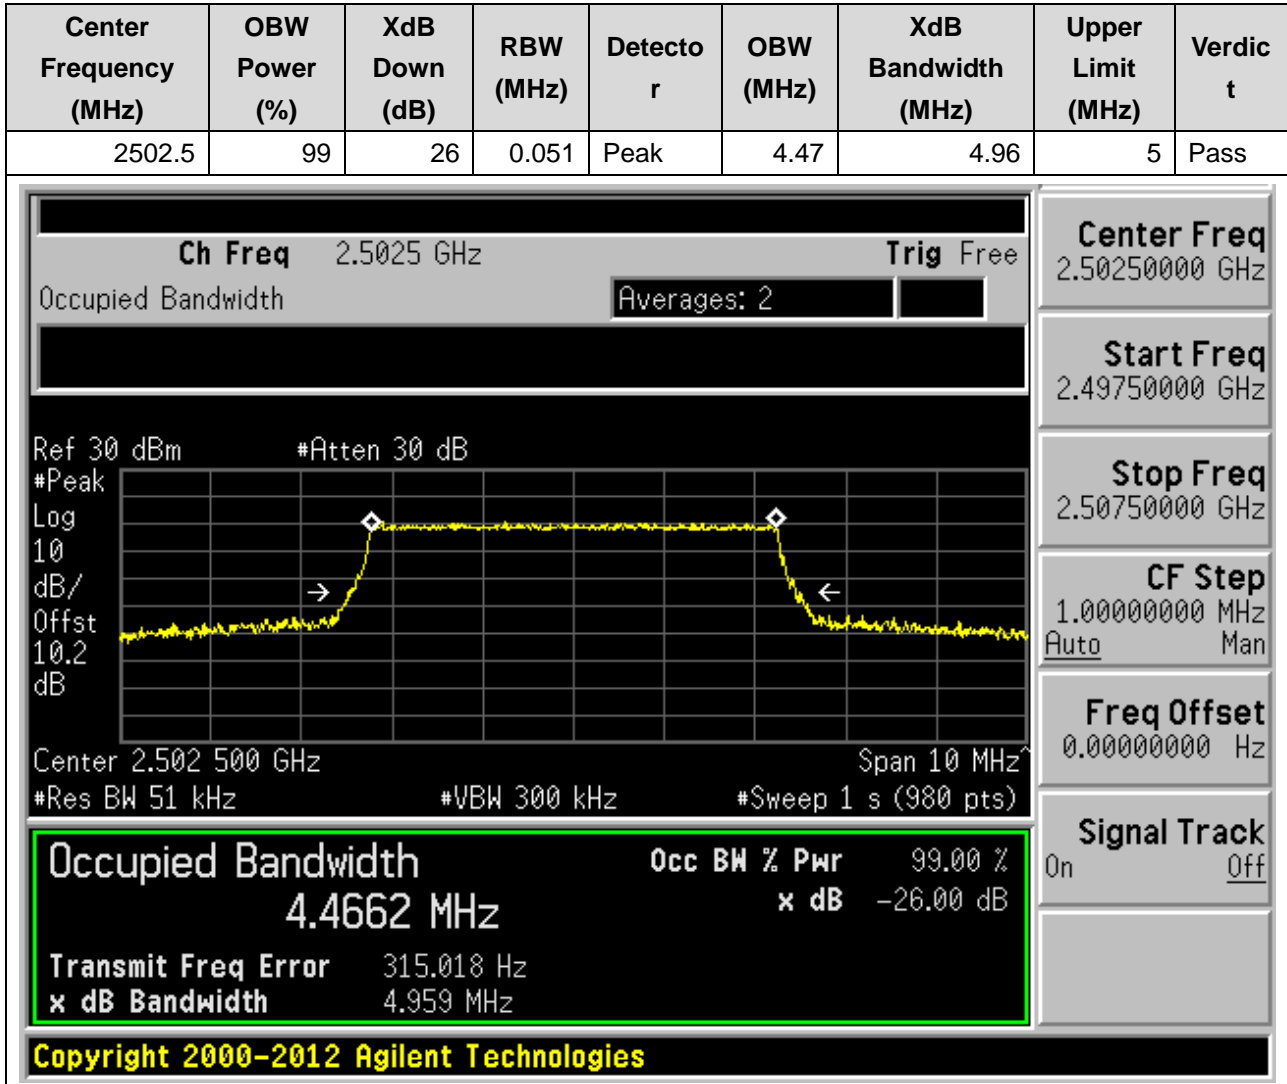 Center Frequency (MHz) OBW Power (%) XdB Down (dB) RBW (MHz) Detector OBW (MHz) XdB Bandwidth (MHz) Upper Limit (MHz) Verdict
2502.5 99 26 0.051 Peak 4.47 4.96 5 Pass
Ch Freq 2.5025 GHz Trig Free
Occupied Bandwidth Averages: 2
Ref 30 dBm #Atten 30 dB
#Peak
Log
10
dB/
Offst
10.2
dB
Center 2.502 500 GHz Span 10 MHz^
#Res BW 51 kHz #VBW 300 kHz #Sweep 1 s (980 pts)
Occupied Bandwidth Occ BW % Pwr 99.00 %
4.4662 MHz x dB -26.00 dB
Transmit Freq Error 315.018 Hz
x dB Bandwidth 4.959 MHz
Copyright 2000-2012 Agilent Technologies
Center Freq
2.50250000 GHz
Start Freq
2.49750000 GHz
Stop Freq
2.50750000 GHz
CF Step
1.00000000 MHz
Auto Man
Freq Offset
0.00000000 Hz
Signal Track
On Off